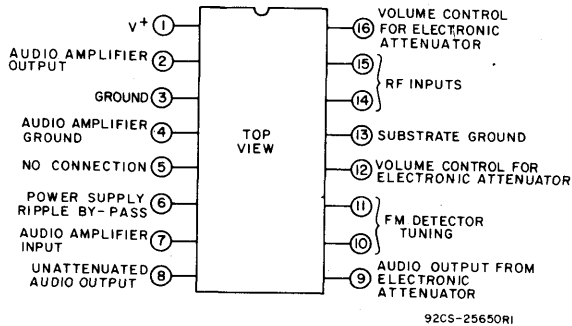 V+ 1
AUDIO AMPLIFIER
OUTPUT 2
GROUND 3
AUDIO AMPLIFIER
GROUND 4
NO CONNECTION 5
POWER SUPPLY
RIPPLE BY-PASS 6
AUDIO AMPLIFIER
INPUT 7
UNATTENUATED
AUDIO OUTPUT 8
TOP
VIEW
16 VOLUME CONTROL
FOR ELECTRONIC
ATTENUATOR
15
RF INPUTS
14
13 SUBSTRATE GROUND
12 VOLUME CONTROL FOR
ELECTRONIC ATTENUATOR
11
FM DETECTOR
TUNING
10
9 AUDIO OUTPUT FROM
ELECTRONIC
ATTENUATOR
92CS-25650RI